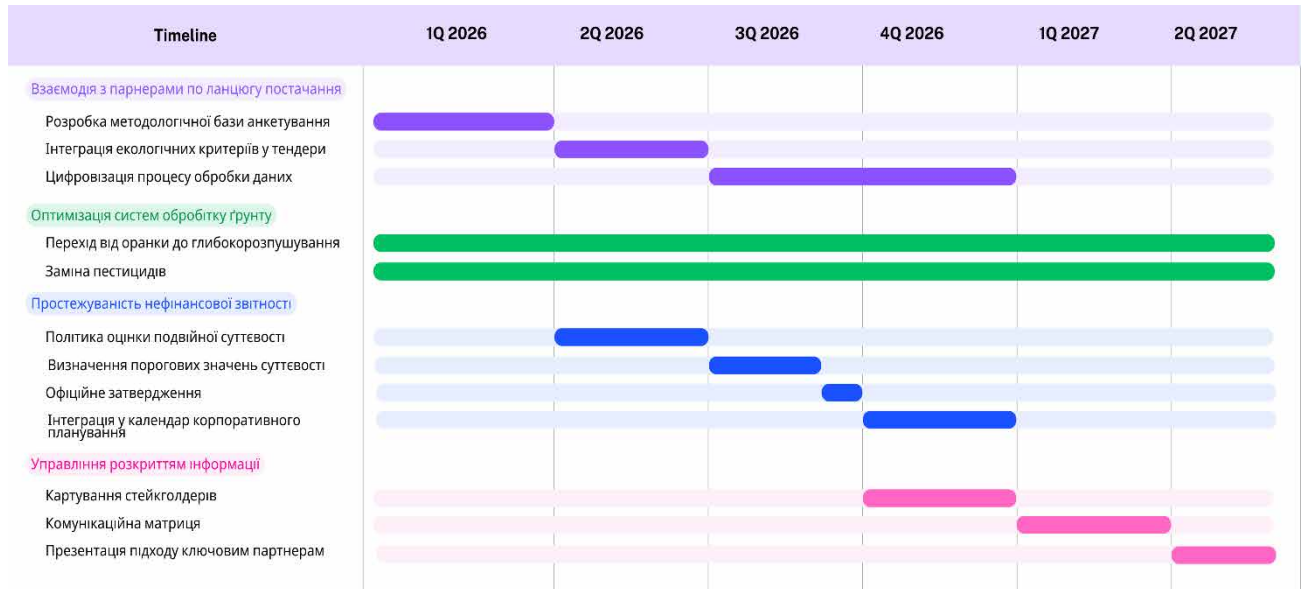 Timeline 1Q 2026 2Q 2026 3Q 2026 4Q 2026 1Q 2027 2Q 2027
Взаємодія з парнерами по ланцюгу постачання
Розробка методологічної бази анкетування
Інтеграція екологічних критеріїв у тендери
Цифровізація процесу обробки даних
Оптимізація систем обробітку ґрунту
Перехід від оранки до глибокорозпушування
Заміна пестицидів
Простежуваність нефінансової звітності
Політика оцінки подвійної суттєвості
Визначення порогових значень суттєвості
Офіційне затвердження
Інтеграція у календар корпоративного
планування
Управління розкриттям інформації
Картування стейкголдерів
Комунікаційна матриця
Презентація підходу ключовим партнерам